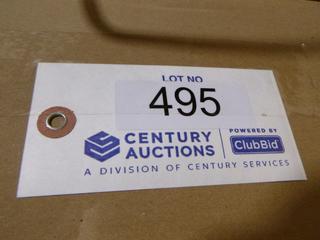 LOT NO
495
CENTURY AUCTIONS
POWERED BY
ClubBid
A DIVISION OF CENTURY SERVICES